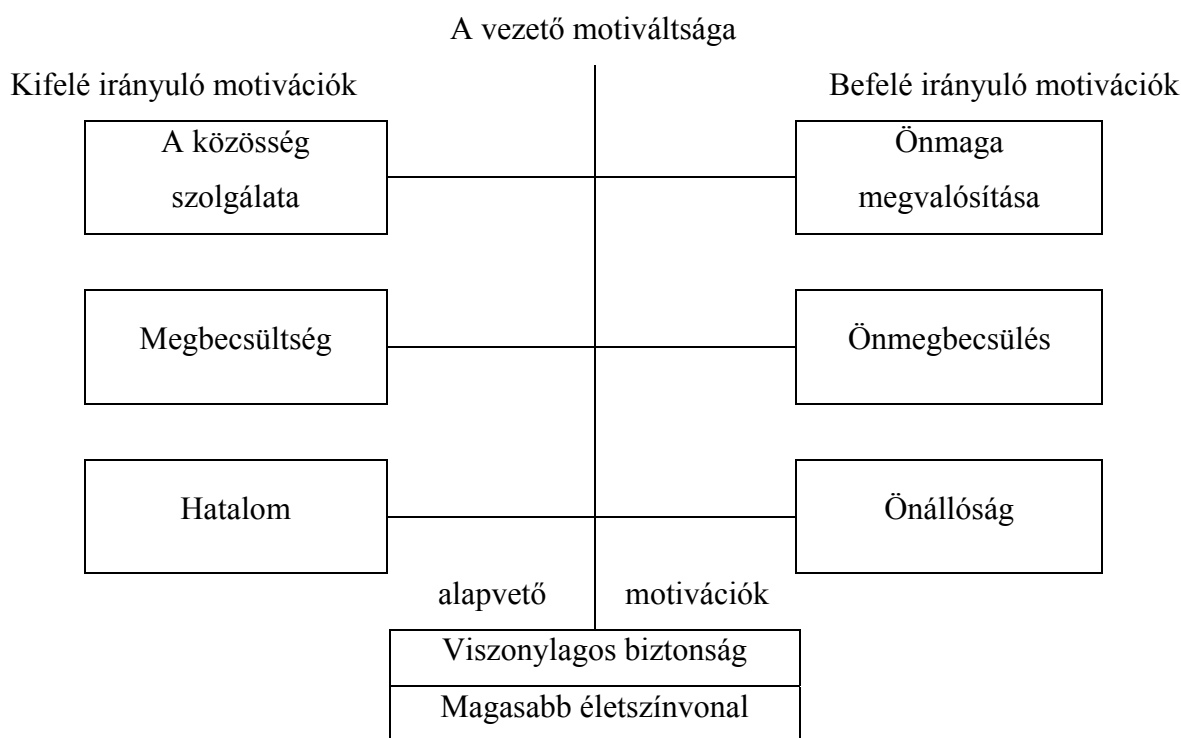 A vezető motiváltsága
Kifelé irányuló motivációk
Befelé irányuló motivációk
A közösség
szolgálata
Önmaga
megvalósítása
Megbecsültség
Önmegbecsülés
Hatalom
Önállóság
alapvető motivációk
Viszonylagos biztonság
Magasabb életszínvonal